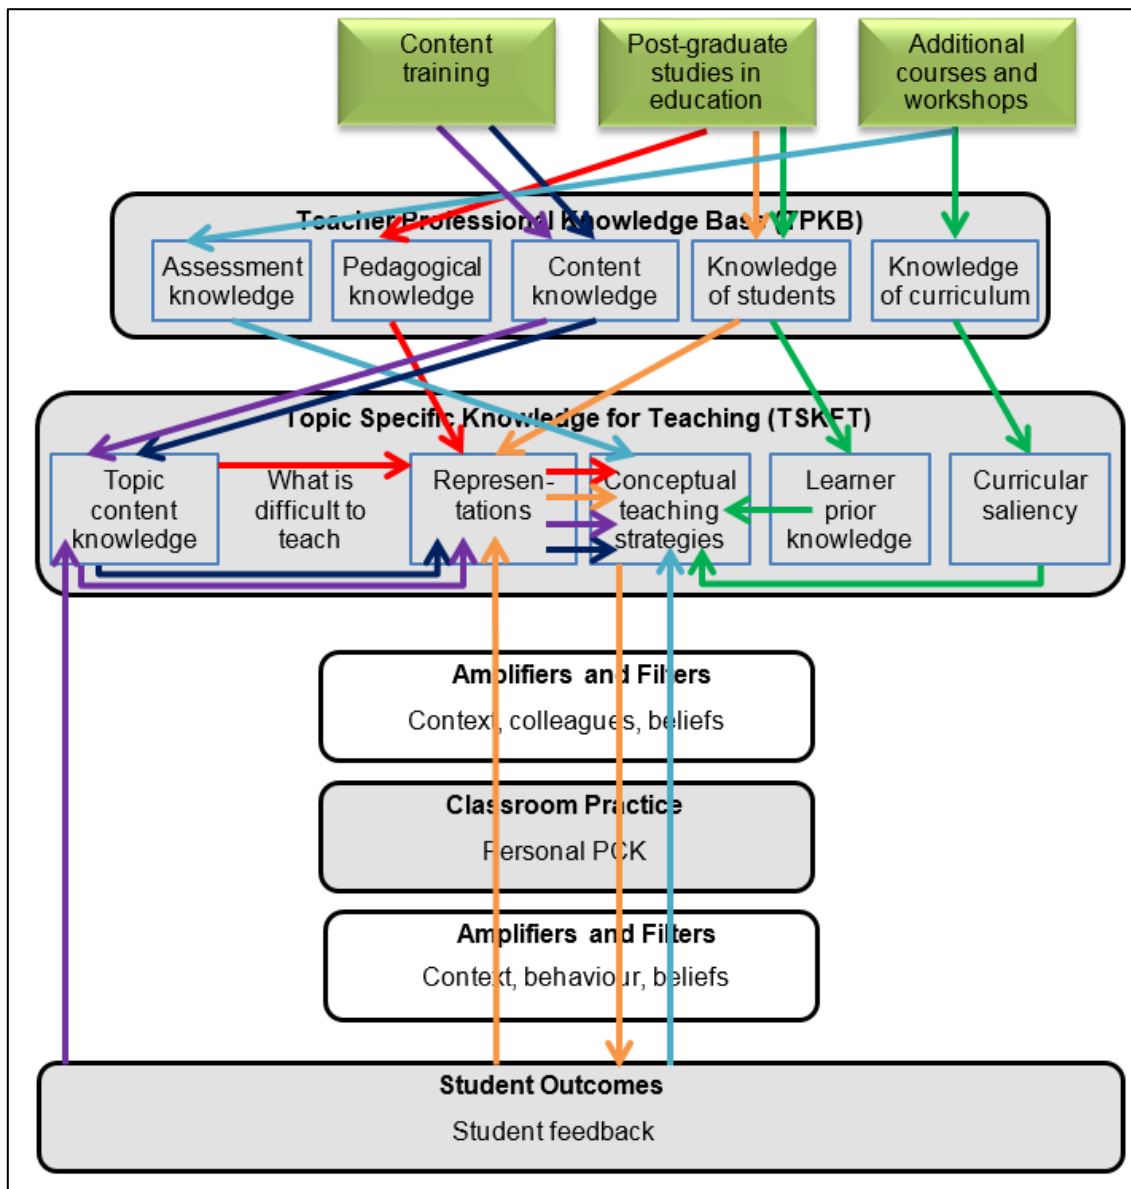 Content
training
Post-graduate
studies in
education
Additional
courses and
workshops
Teacher Professional Knowledge Basis (TPKB)
Assessment
knowledge
Pedagogical
knowledge
Content
knowledge
Knowledge
of students
Knowledge
of curriculum
Topic Specific Knowledge for Teaching (TSKFT)
Topic
content
knowledge
What is
difficult to
teach
Represen-
tations
Conceptual
teaching
strategies
Learner
prior
knowledge
Curricular
saliency
Amplifiers and Filters
Context, colleagues, beliefs
Classroom Practice
Personal PCK
Amplifiers and Filters
Context, behaviour, beliefs
Student Outcomes
Student feedback